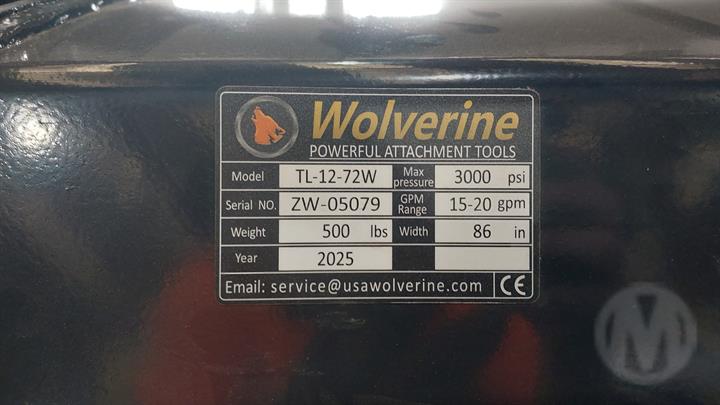 Wolverine
POWERFUL ATTACHMENT TOOLS
Model TL-12-72W Max pressure 3000 psi
Serial NO. ZW-05079 GPM Range 15-20 gpm
Weight 500 lbs Width 86 in
Year 2025
Email: service@usawolverine.com CE
M